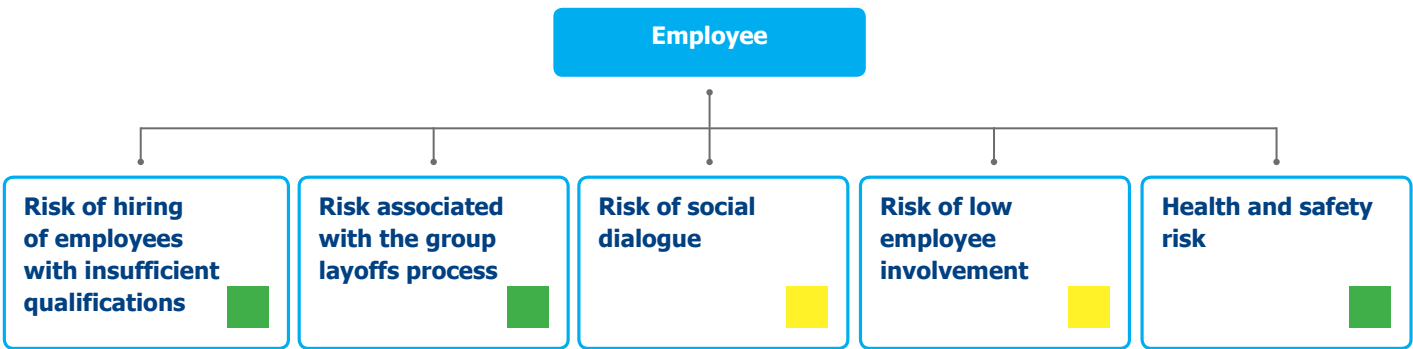 Employee
Risk of hiring
of employees
with insufficient
qualifications
Risk associated
with the group
layoffs process
Risk of social
dialogue
Risk of low
employee
involvement
Health and safety
risk